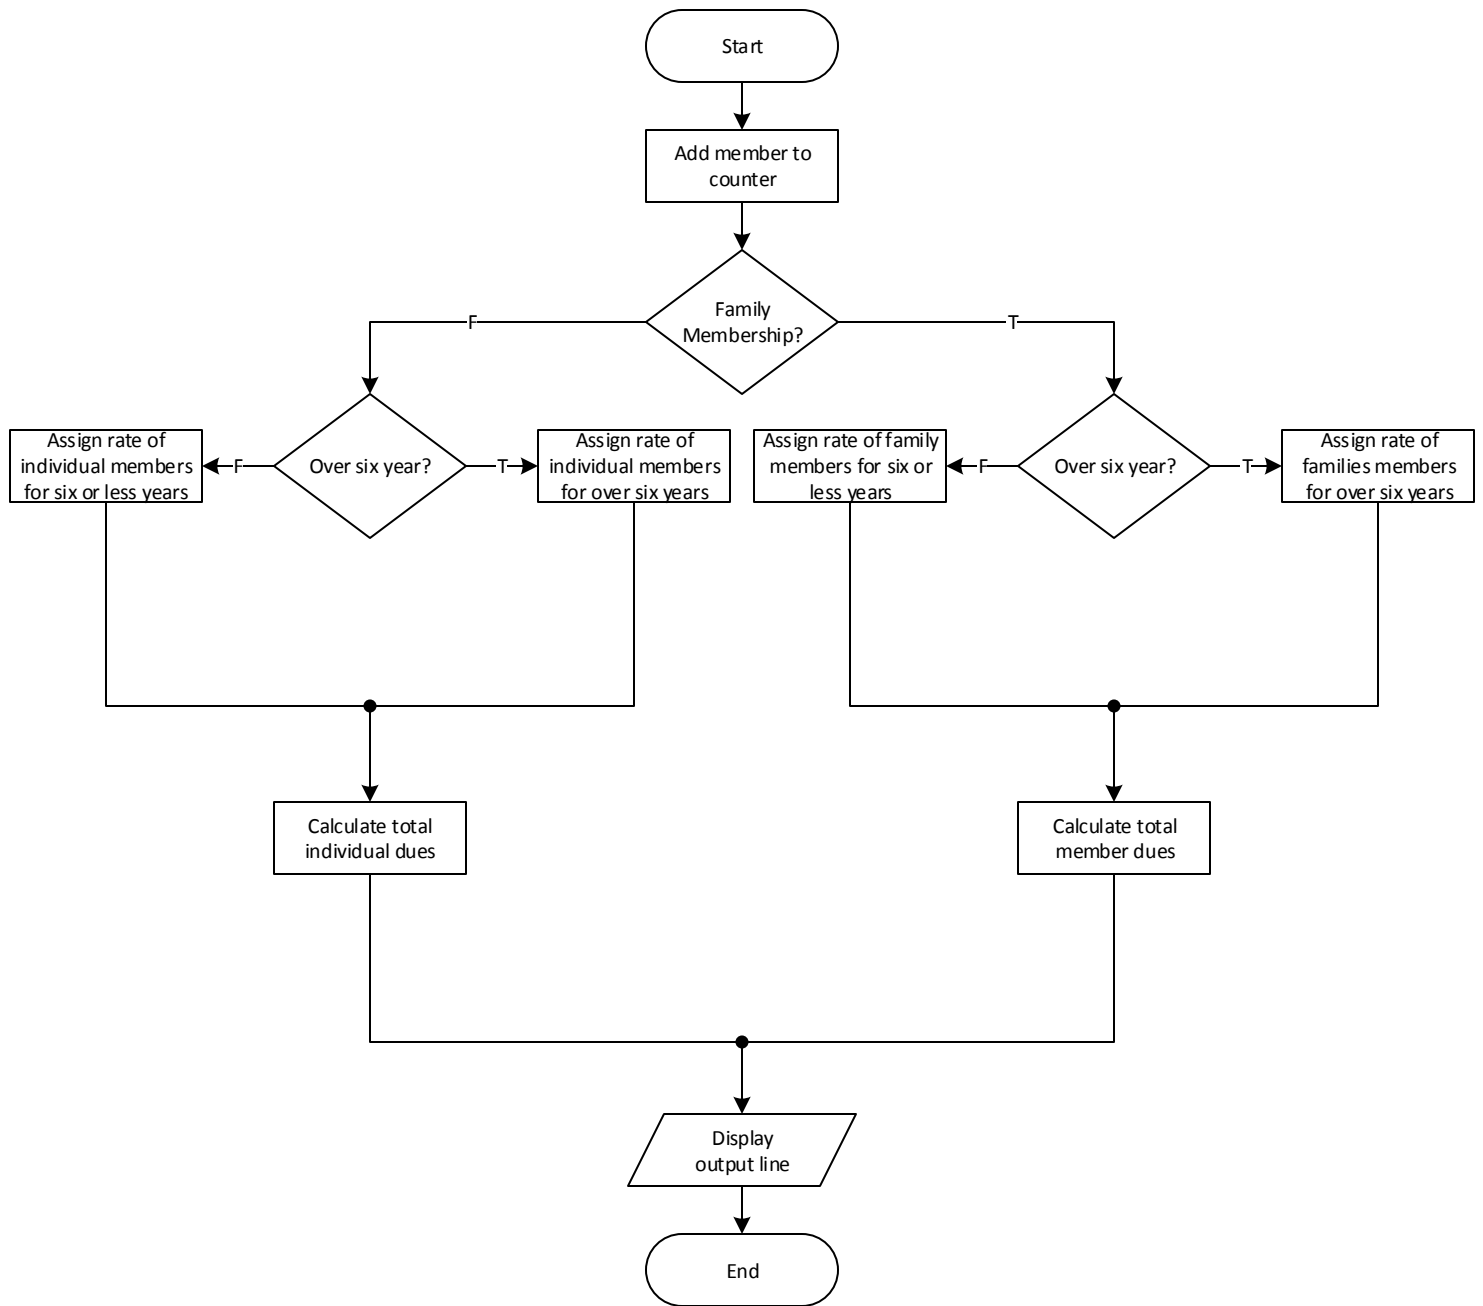 Start
Add member to
counter
Family
Membership?
F
T
Assign rate of
individual members
for six or less years
F
Over six year?
T
Assign rate of
individual members
for over six years
Assign rate of family
members for six or
less years
F
Over six year?
T
Assign rate of
families members
for over six years
Calculate total
individual dues
Calculate total
member dues
Display
output line
End